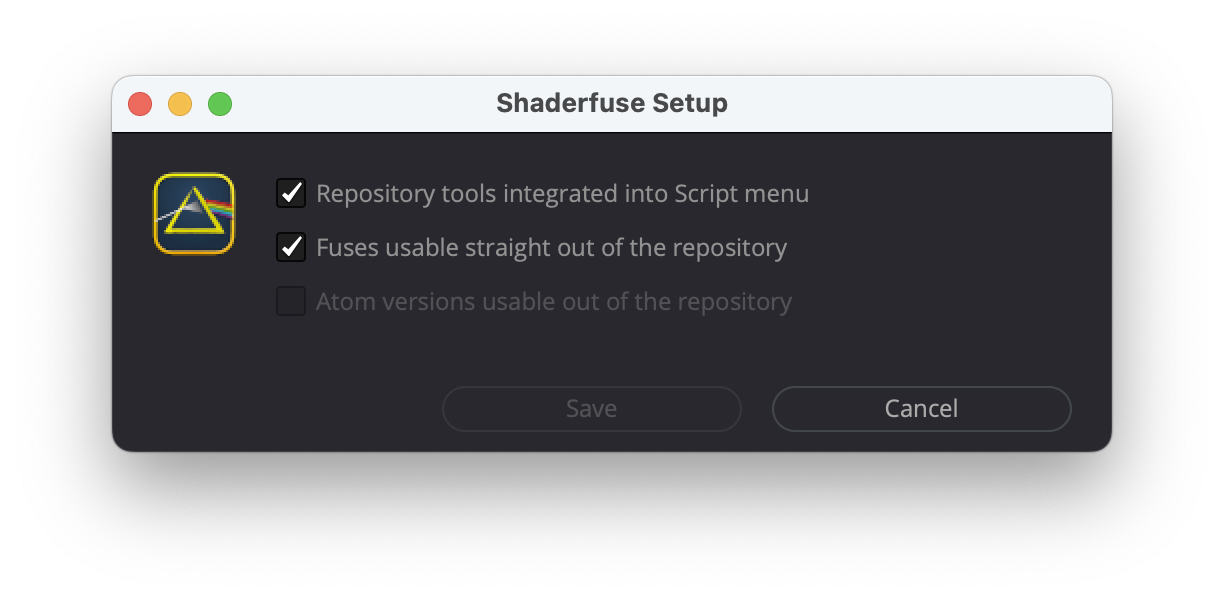 Shaderfuse Setup
Repository tools integrated into Script menu
Fuses usable straight out of the repository
Atom versions usable out of the repository
Save
Cancel